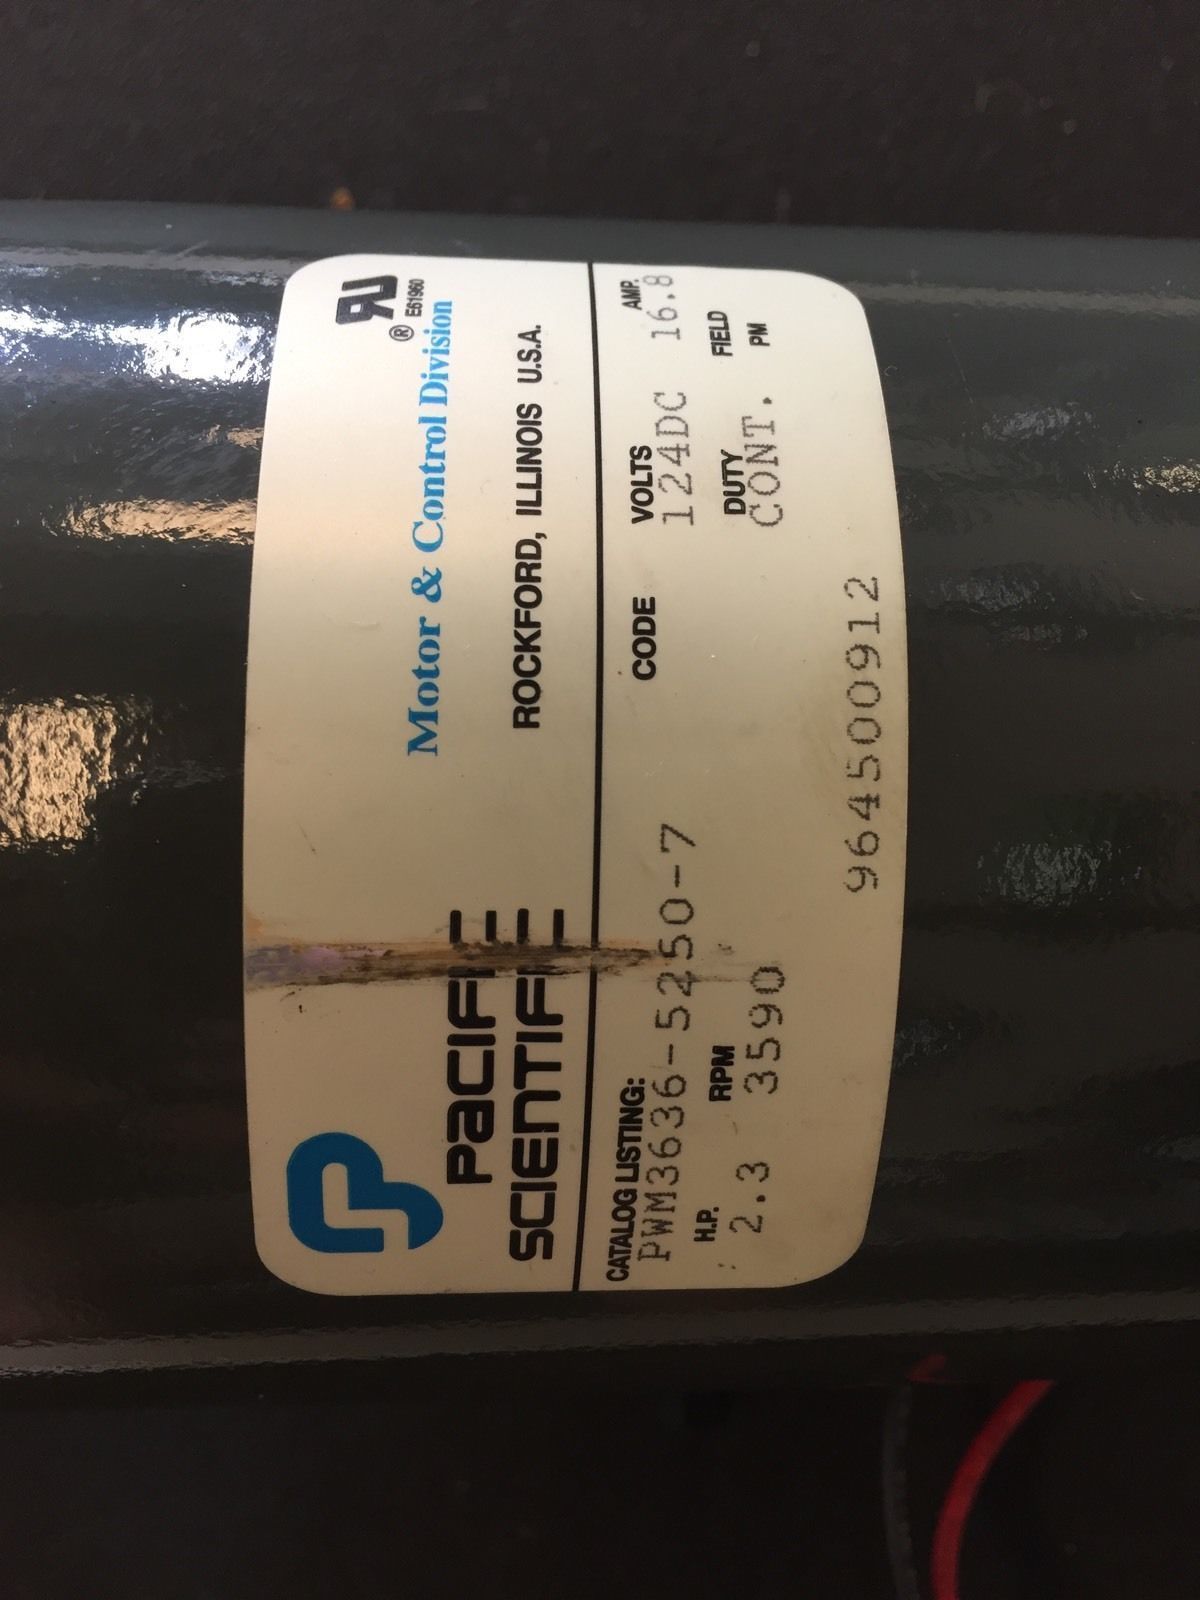 PACIFIC
SCIENTIFIC
Motor & Control Division
® E61960
ROCKFORD, ILLINOIS U.S.A.
CATALOG LISTING: CODE VOLTS AMP.
PWM3636-5250-7 124DC 16.8
H.P. RPM DUTY FIELD
2.3 3590 CONT. PM
964500912